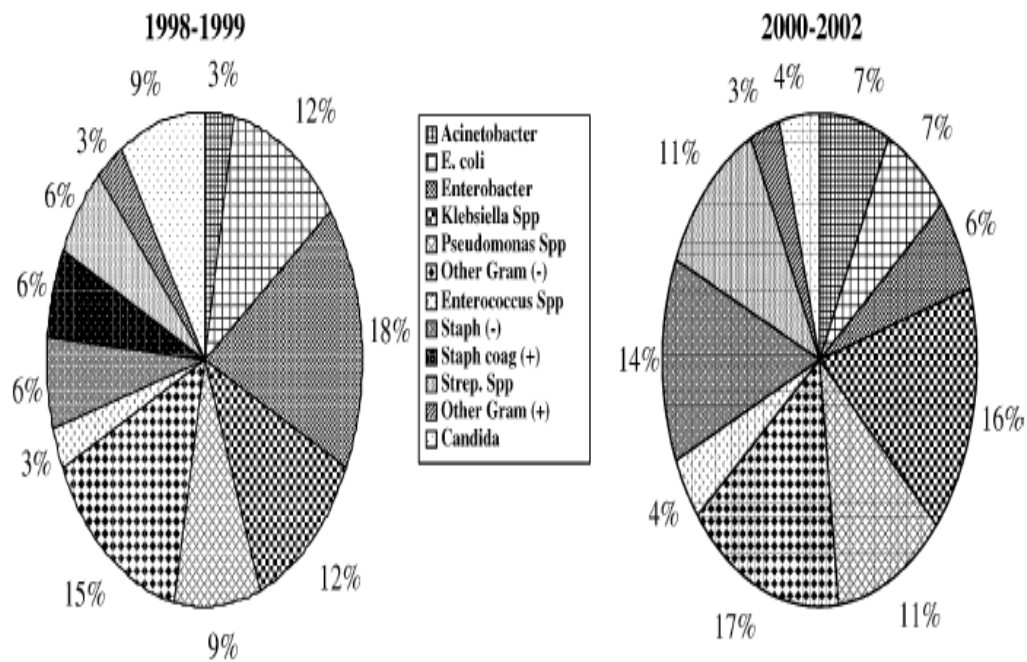 1998-1999
3%
12%
18%
12%
9%
15%
3%
6%
6%
6%
3%
9%
Acinetobacter
E. coli
Enterobacter
Klebsiella Spp
Pseudomonas Spp
Other Gram (-)
Enterococcus Spp
Staph (-)
Staph coag (+)
Strep. Spp
Other Gram (+)
Candida
2000-2002
7%
7%
6%
16%
11%
17%
4%
14%
11%
3%
4%